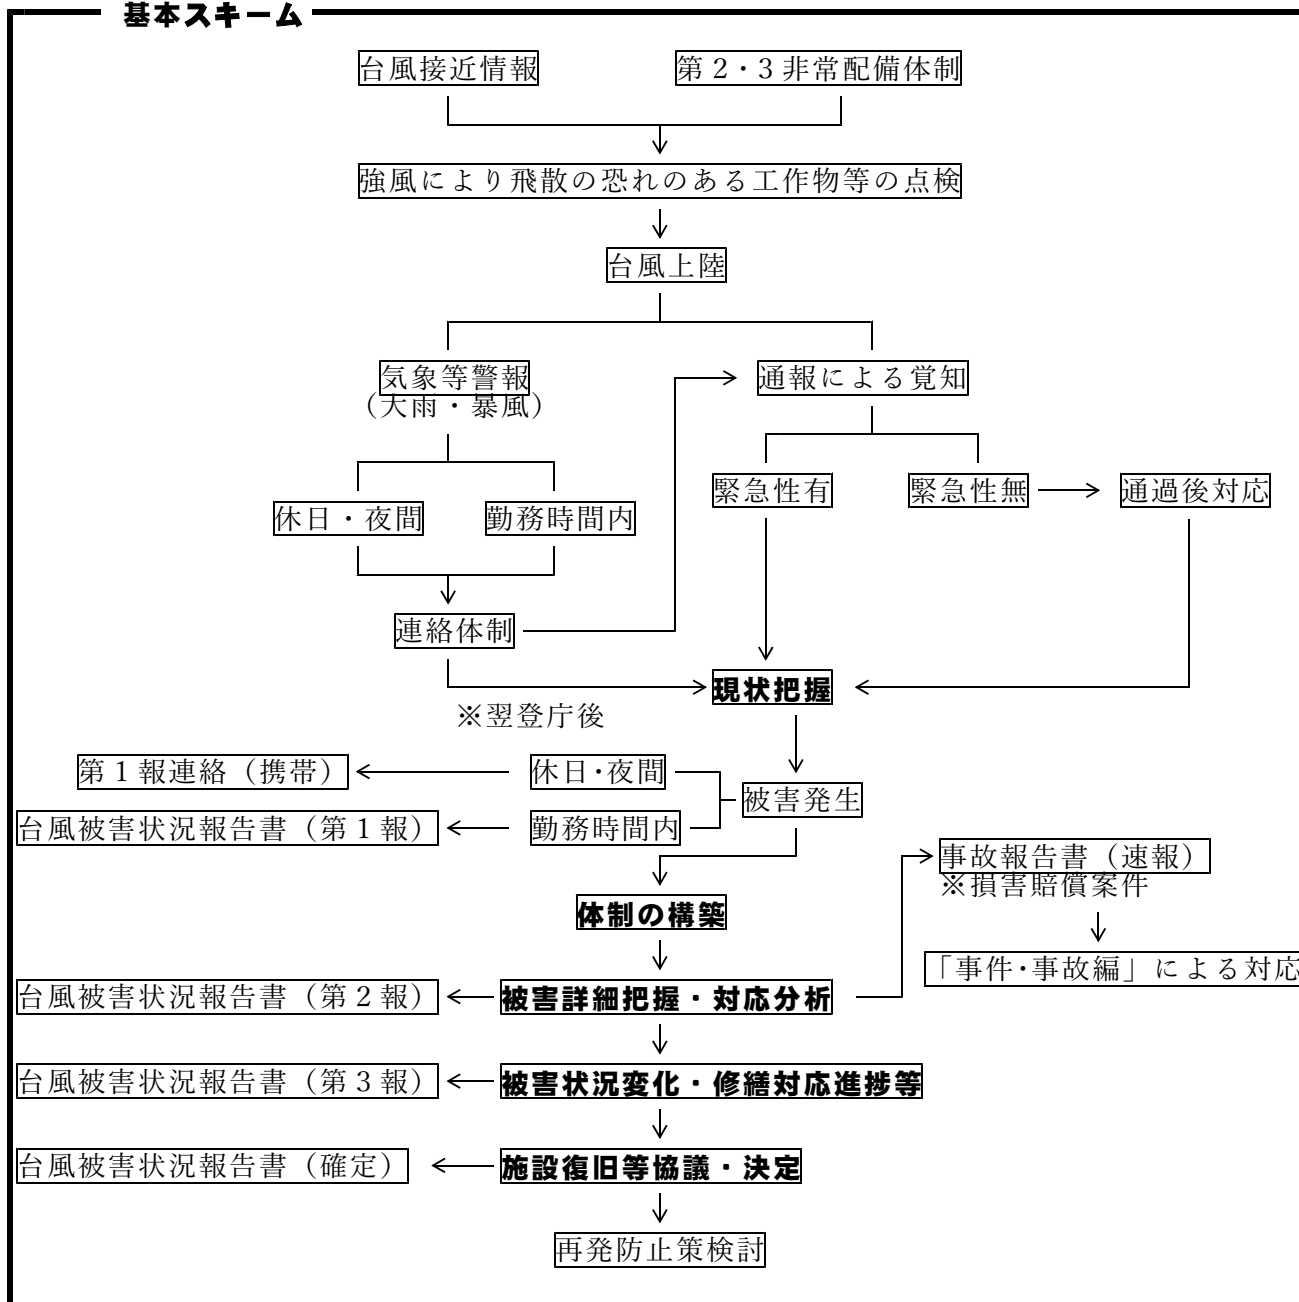 基本スキーム
台風接近情報
第2・3非常配備体制
強風により飛散の恐れのある工作物等の点検
台風上陸
気象等警報
（大雨・暴風）
通報による覚知
緊急性有
緊急性無
通過後対応
休日・夜間
勤務時間内
連絡体制
現状把握
※翌登庁後
第1報連絡（携帯）
休日・夜間
被害発生
台風被害状況報告書（第1報）
勤務時間内
事故報告書（速報）
※損害賠償案件
体制の構築
「事件・事故編」による対応
台風被害状況報告書（第2報）
被害詳細把握・対応分析
台風被害状況報告書（第3報）
被害状況変化・修繕対応進捗等
台風被害状況報告書（確定）
施設復旧等協議・決定
再発防止策検討